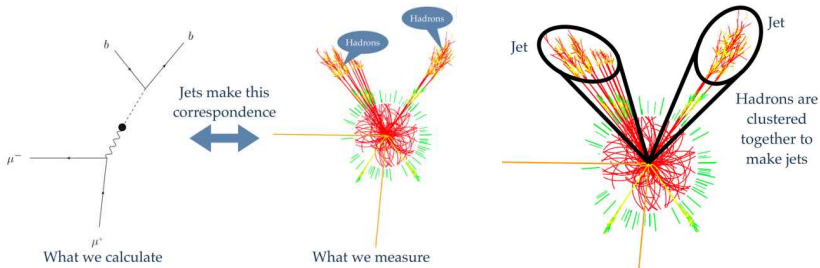 b
b
Jets make this
correspondence
μ⁻
What we calculate
Hadrons
Hadrons
What we measure
Jet
Jet
Hadrons are
clustered
together to
make jets